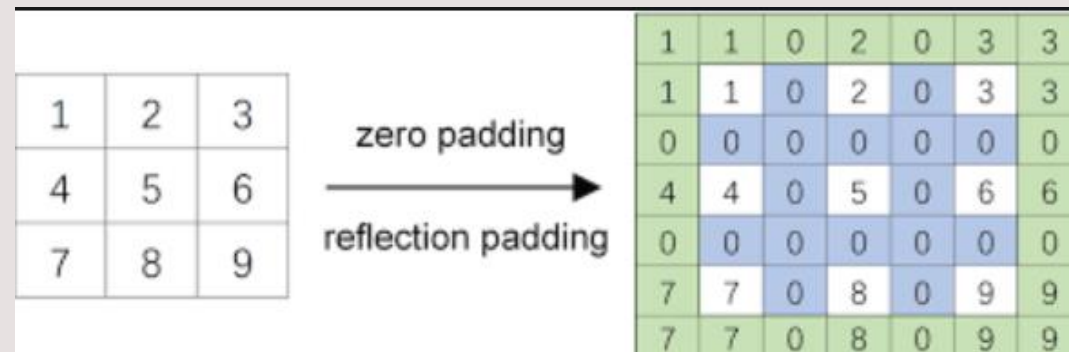 1 2 3
4 5 6
7 8 9
zero padding
reflection padding
1 1 0 2 0 3 3
1 1 0 2 0 3 3
0 0 0 0 0 0 0
4 4 0 5 0 6 6
0 0 0 0 0 0 0
7 7 0 8 0 9 9
7 7 0 8 0 9 9